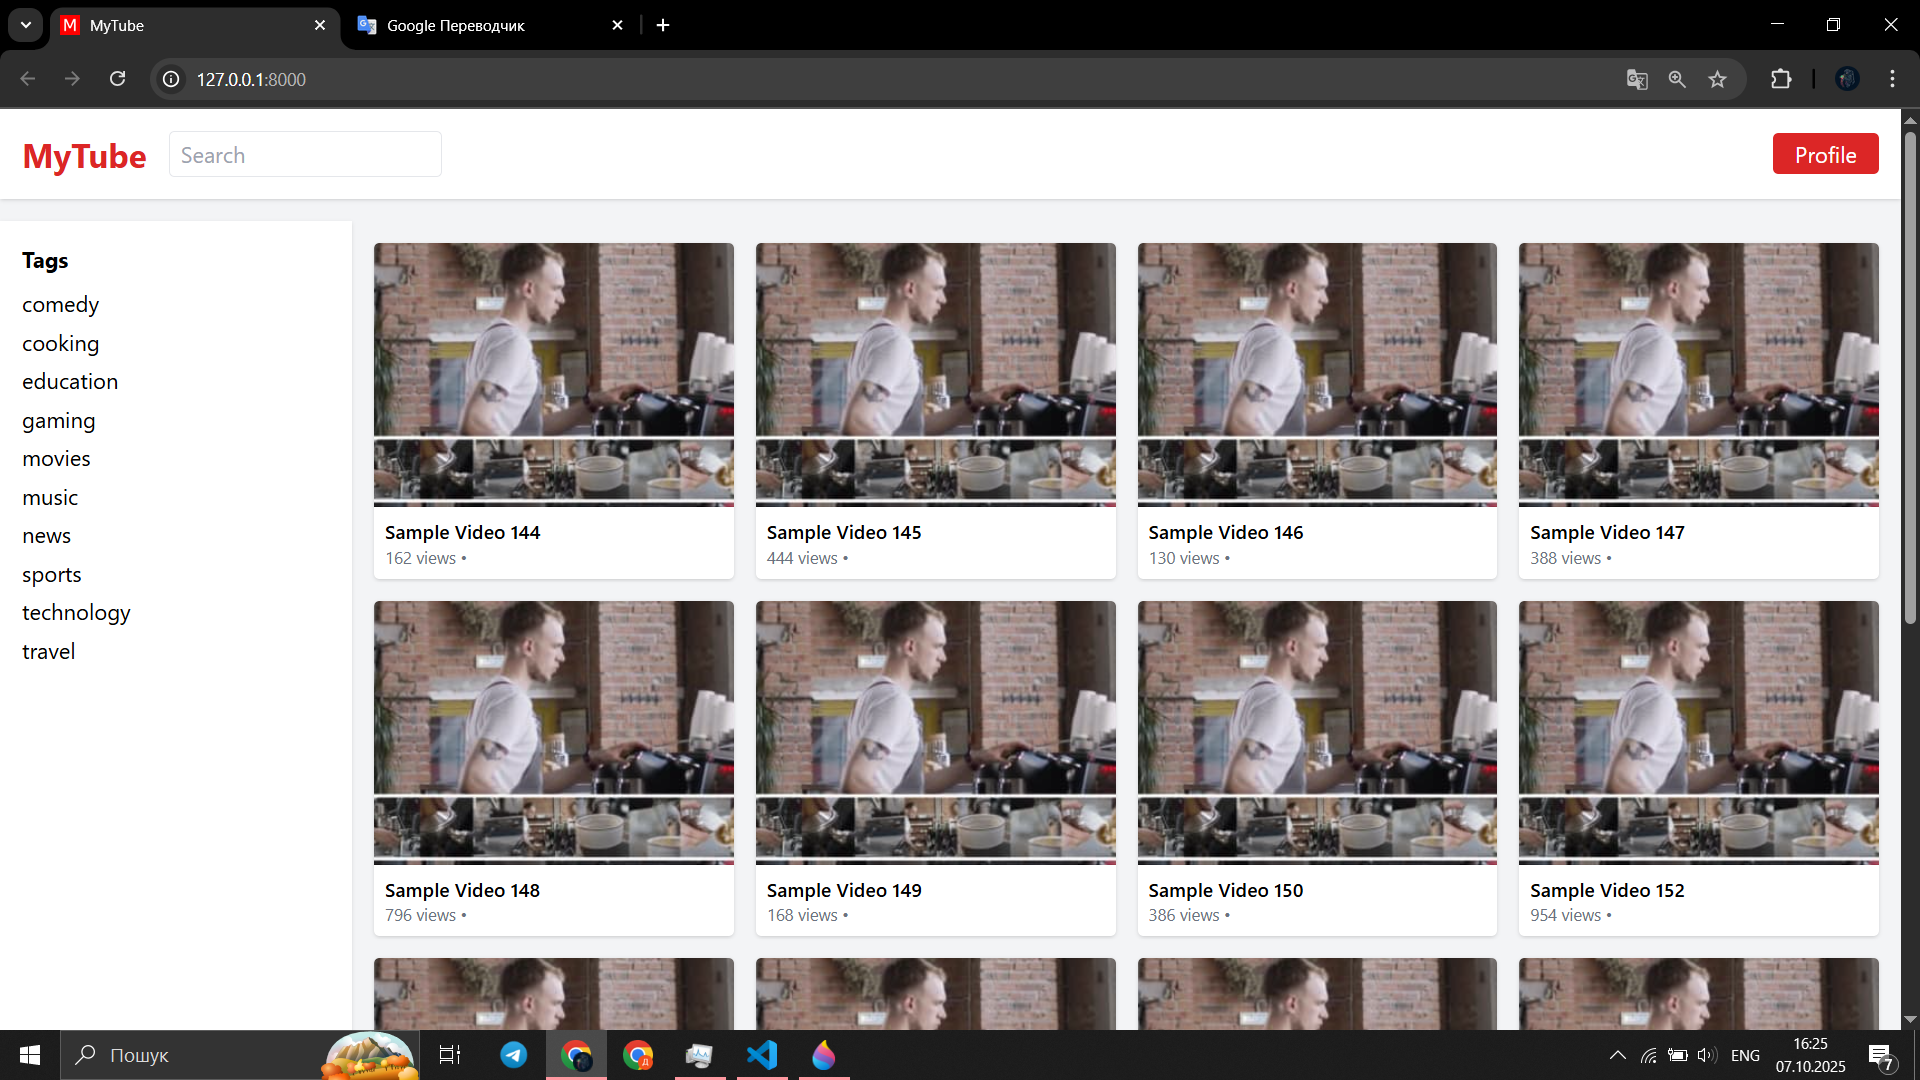 MyTube
Google Переводчик
127.0.0.1:8000
MyTube
Search
Profile
Tags
comedy
cooking
education
gaming
movies
music
news
sports
technology
travel
Sample Video 144
162 views •
Sample Video 145
444 views •
Sample Video 146
130 views •
Sample Video 147
388 views •
Sample Video 148
796 views •
Sample Video 149
168 views •
Sample Video 150
386 views •
Sample Video 152
954 views •
Пошук
ENG
16:25
07.10.2025
7